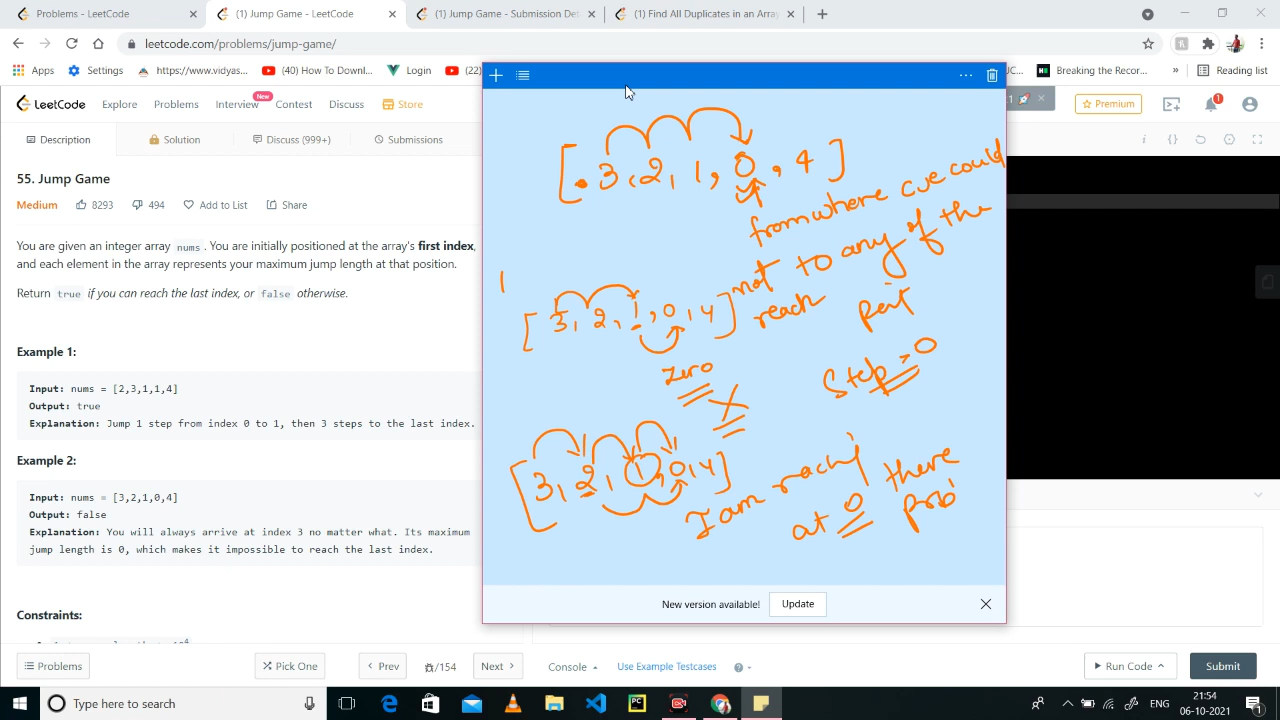 Problems - LeetCode
(1) Jump Game - LeetCode
(1) Jump Game - Submission Det
(1) Find All Duplicates in an Array
leetcode.com/problems/jump-game/
Apps
Settings
https://www.vidyas...
(40) How To Downl...
Login
(22)
Breaking the Recor...
»
Reading list
LeetCode
Explore
Problems
Interview
New
Contest
Discuss
Store
Premium
1
Description
Solution
Discuss (999+)
Submissions
55. Jump Game
Medium
8293
494
Add to List
Share
You are given an integer array nums. You are initially positioned at the array's first index,
and each element in the array represents your maximum jump length at that position.
Return true if you can reach the last index, or false otherwise.
Example 1:
Input: nums = [2,3,1,1,4]
Output: true
Explanation: Jump 1 step from index 0 to 1, then 3 steps to the last index.
Example 2:
Input: nums = [3,2,1,0,4]
Output: false
Explanation: You will always arrive at index 3 no matter what. Its maximum
jump length is 0, which makes it impossible to reach the last index.
Constraints:
[3,2,1,0,4]
from where we could
not to any of the
reach
[3,2,1,0,4]
zero
Step = 0
[3,2,1,0,4]
I am reaching there
at 0
New version available!
Update
Problems
Pick One
Prev
/154
Next
Console
Use Example Testcases
Run Code
Submit
Type here to search
ENG
21:54
06-10-2021
1